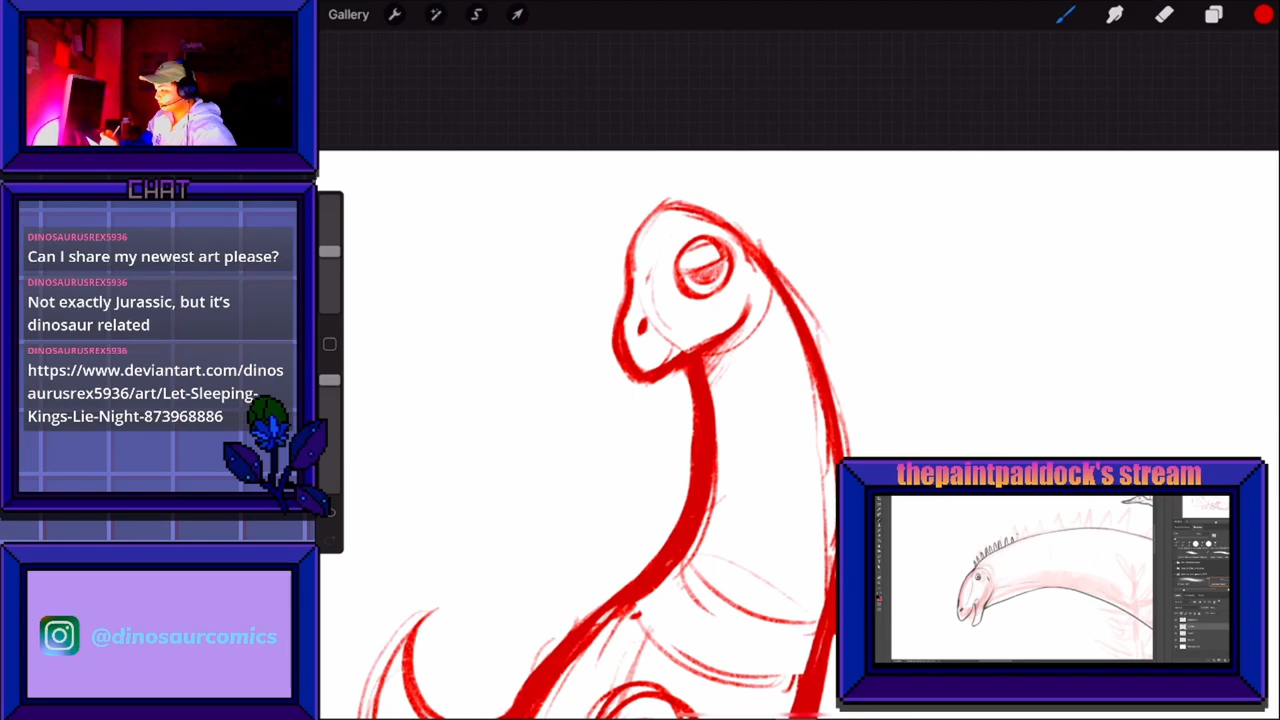 Gallery
CHAT
DINOSAURUSREX5936
Can I share my newest art please?
DINOSAURUSREX5936
Not exactly Jurassic, but it's
dinosaur related
DINOSAURUSREX5936
https://www.deviantart.com/dinos
aurusrex5936/art/Let-Sleeping-
Kings-Lie-Night-873968886
@dinosaurcomics
thepaintpaddock's stream